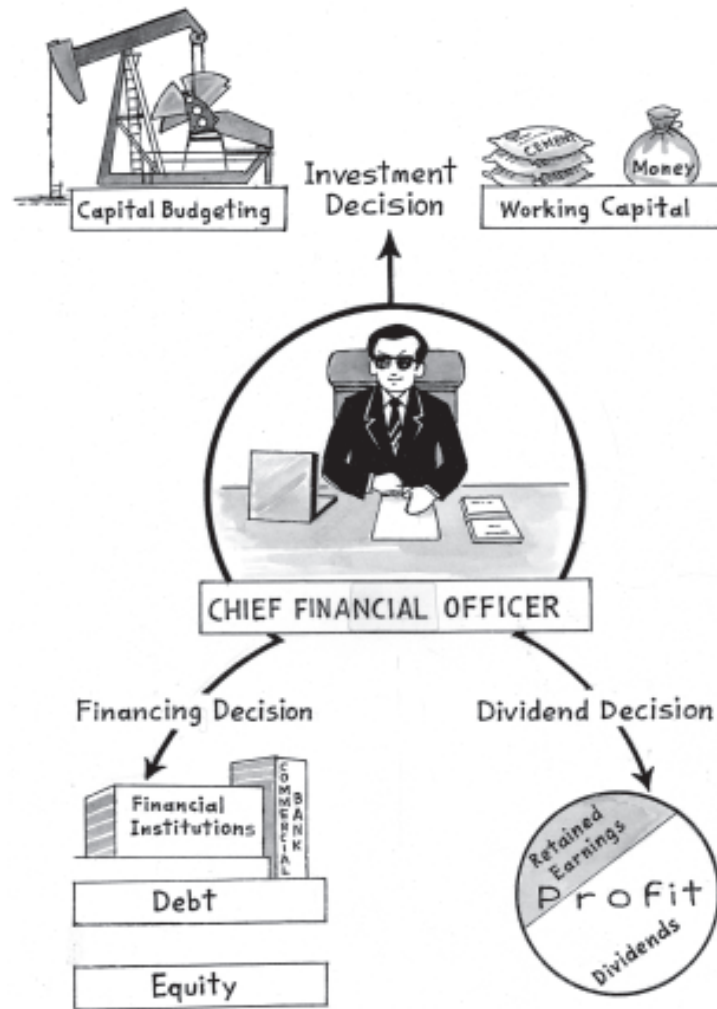 CEMENT
CEMENT
Money
Capital Budgeting
Investment
Decision
Working Capital
CHIEF FINANCIAL OFFICER
Financing Decision
Dividend Decision
Financial
Institutions
COMMERCIAL
BANK
Debt
Equity
Retained
Earnings
Profit
Dividends